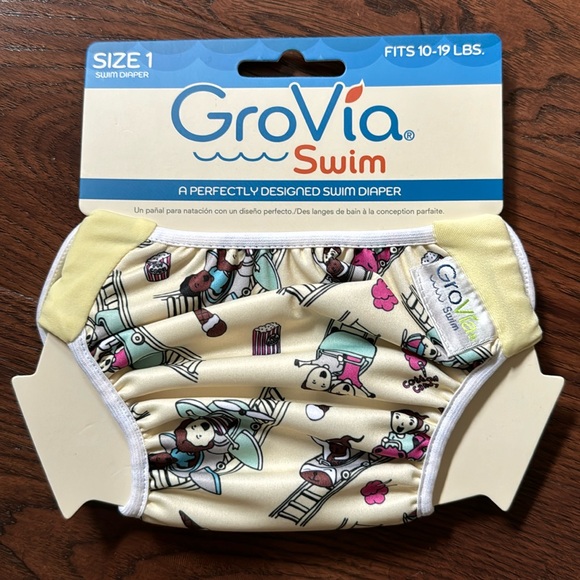 SIZE 1
SWIM DIAPER
FITS 10-19 LBS.
GroVia®
Swim
A PERFECTLY DESIGNED SWIM DIAPER
Un pañal para natación con un diseño perfecto./Des langes de bain à la conception parfaite.
GroVia
Swim